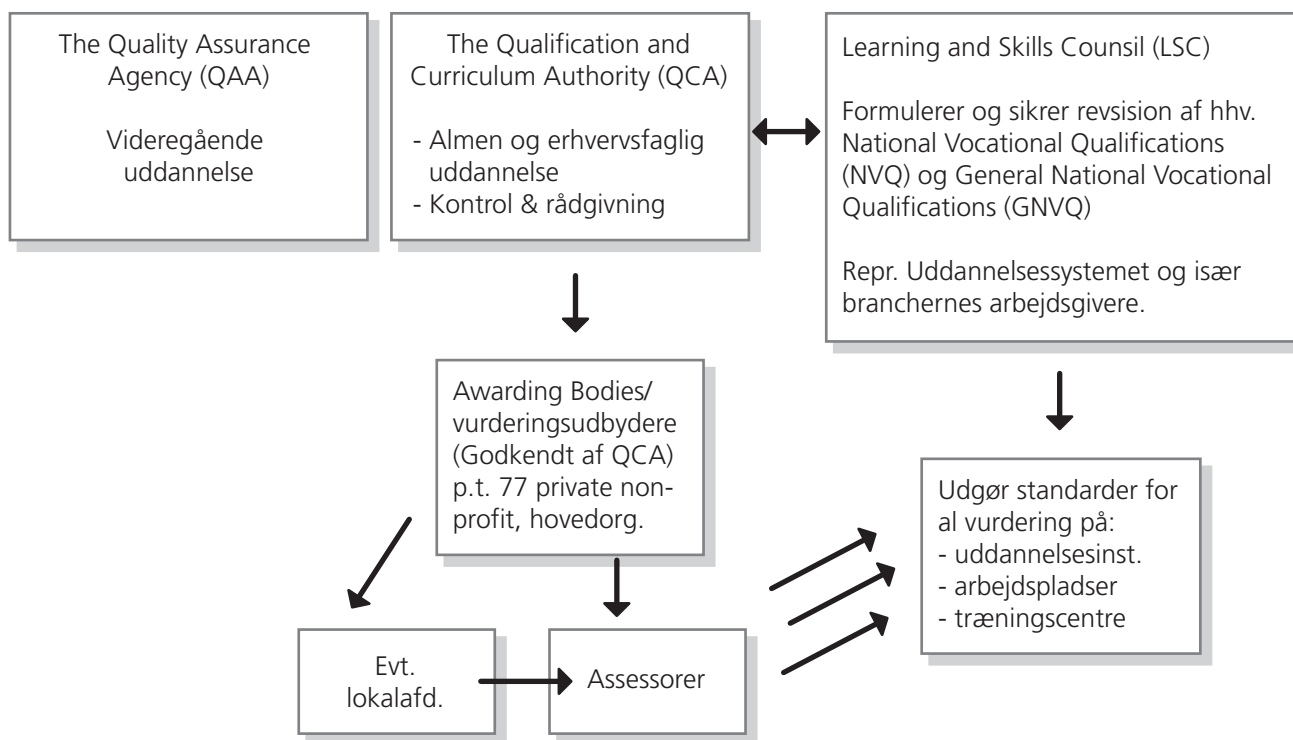 The Quality Assurance
Agency (QAA)
Videregående
uddannelse
The Qualification and
Curriculum Authority (QCA)
- Almen og erhvervsfaglig
uddannelse
- Kontrol & rådgivning
Learning and Skills Counsil (LSC)
Formulerer og sikrer revsision af hhv.
National Vocational Qualifications
(NVQ) og General National Vocational
Qualifications (GNVQ)
Repr. Uddannelsessystemet og især
branchernes arbejdsgivere.
Awarding Bodies/
vurderingsudbydere
(Godkendt af QCA)
p.t. 77 private non-
profit, hovedorg.
Udgør standarder for
al vurdering på:
- uddannelsesinst.
- arbejdspladser
- træningscentre
Evt.
lokalafd.
Assessorer